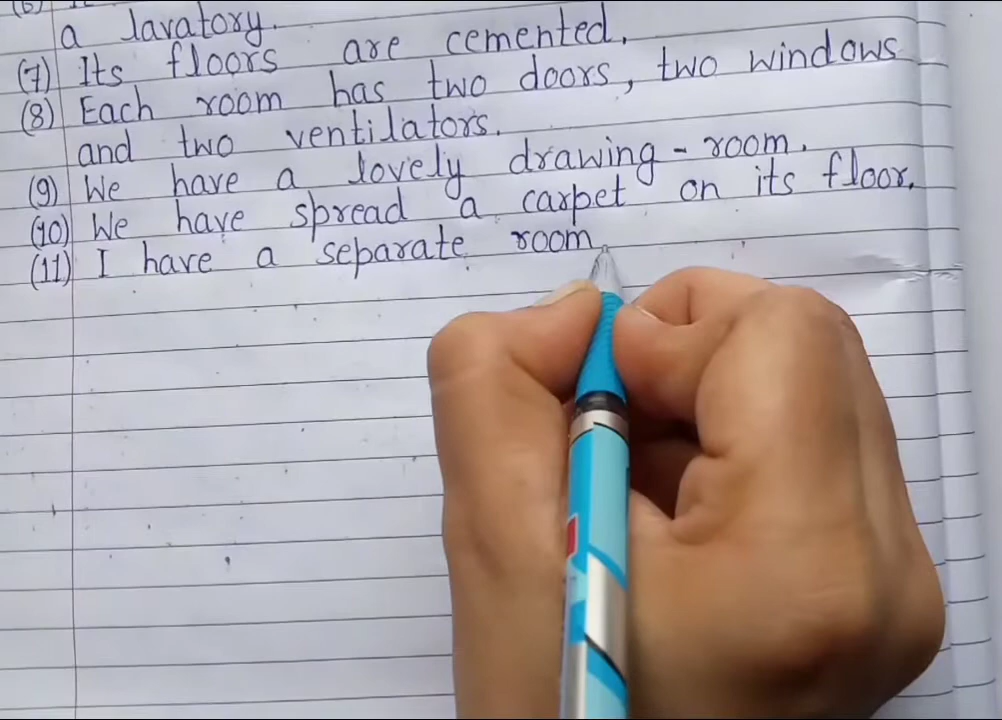 a lavatory.
(7) Its floors are cemented.
(8) Each room has two doors, two windows
and two ventilators.
(9) We have a lovely drawing-room.
(10) We have spread a carpet on its floor.
(11) I have a separate room